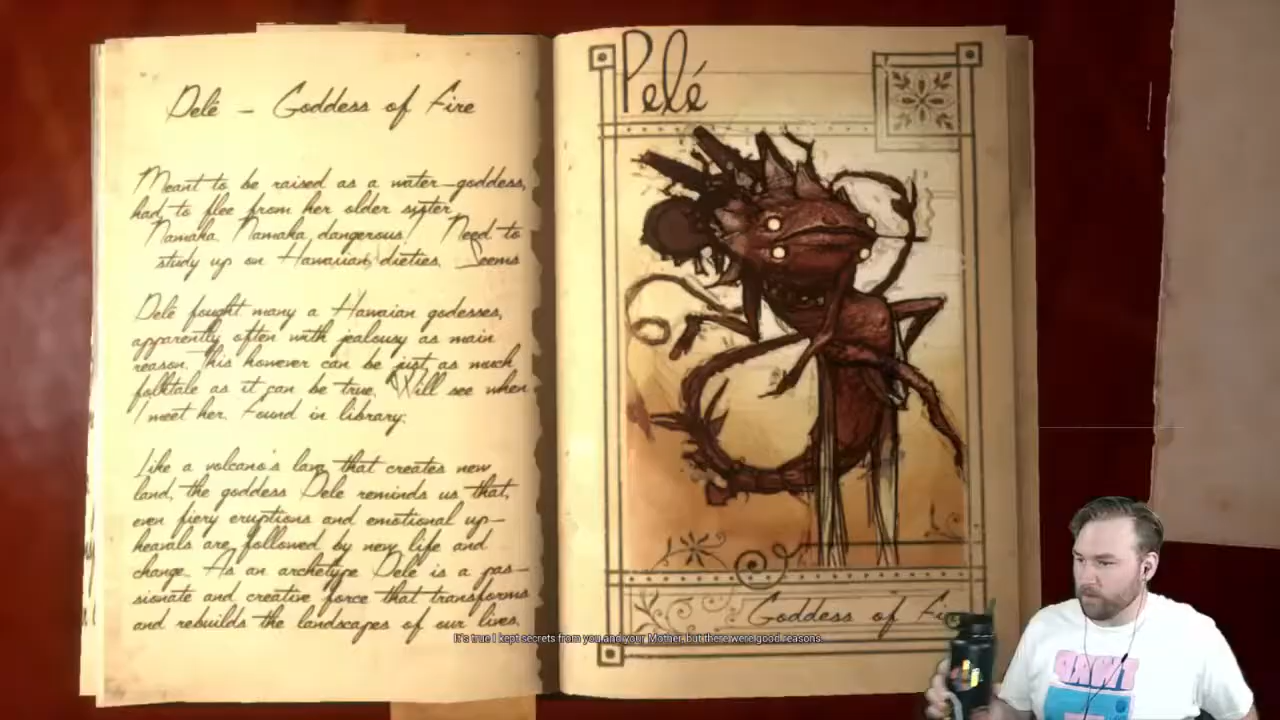 Pelé - Goddess of Fire
Meant to be raised as a water-goddess,
had to flee from her older sister
Namaka. Namaka dangerous! Need to
study up on Hawaiian dieties. Seems
Pelé fought many a Hawaian godesses,
apparently often with jealousy as main
reason. This however can be just as much
folktale as it can be true. Will see when
I meet her. Found in library:
Like a volcano's lava that creates new
land, the goddess Pele reminds us that,
even fiery eruptions and emotional up-
heavals are followed by new life and
change. As an archetype Pelé is a pas-
sionate and creative force that transforms
and rebuilds the landscapes of our lives.
Pelé
Goddess of Fi
It's true I kept secrets from you and your Mother, but there were good reasons.